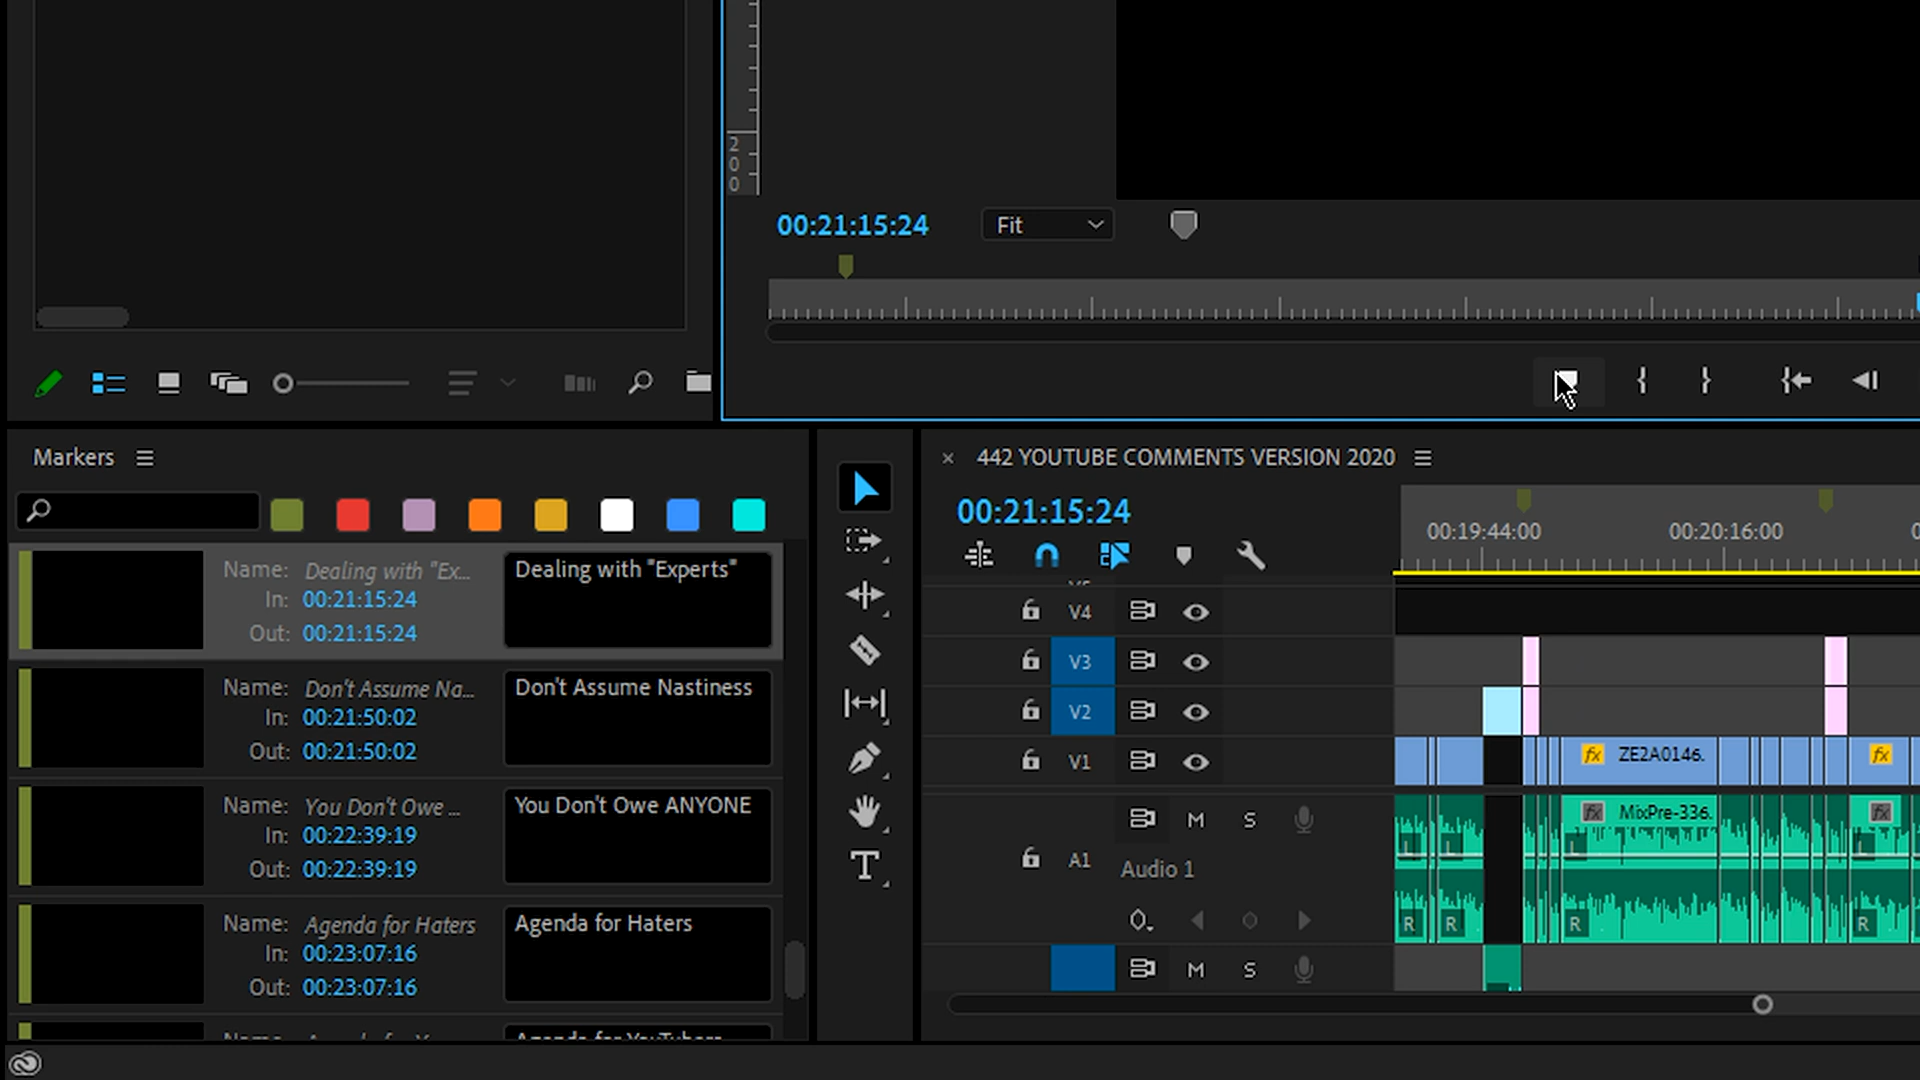 200
00:21:15:24
Fit
Markers
442 YOUTUBE COMMENTS VERSION 2020
00:21:15:24
00:19:44:00
00:20:16:00
Name: Dealing with "Ex...
In: 00:21:15:24
Out: 00:21:15:24
Dealing with "Experts"
Name: Don't Assume Na...
In: 00:21:50:02
Out: 00:21:50:02
Don't Assume Nastiness
Name: You Don't Owe ...
In: 00:22:39:19
Out: 00:22:39:19
You Don't Owe ANYONE
Name: Agenda for Haters
In: 00:23:07:16
Out: 00:23:07:16
Agenda for Haters
Agenda for YouTubers
V4
V3
V2
V1
fx ZE2A0146.
fx
M S
fx MixPre-336.
fx
L L L L
A1
Audio 1
R R R R
M S